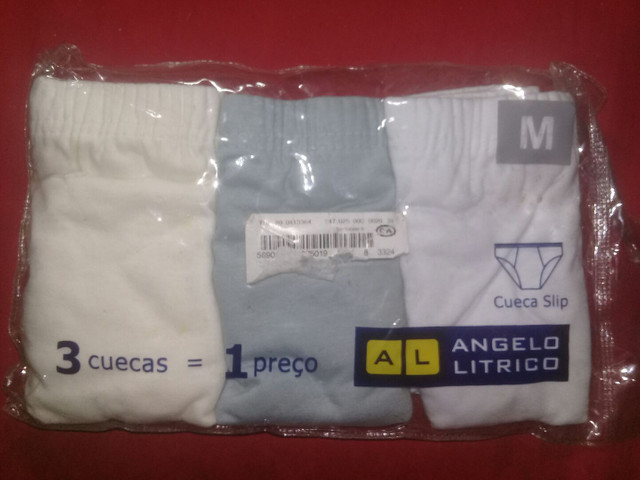 M
C&A
Cueca Slip
3 cuecas = 1 preço
AL ANGELO
LITRICO